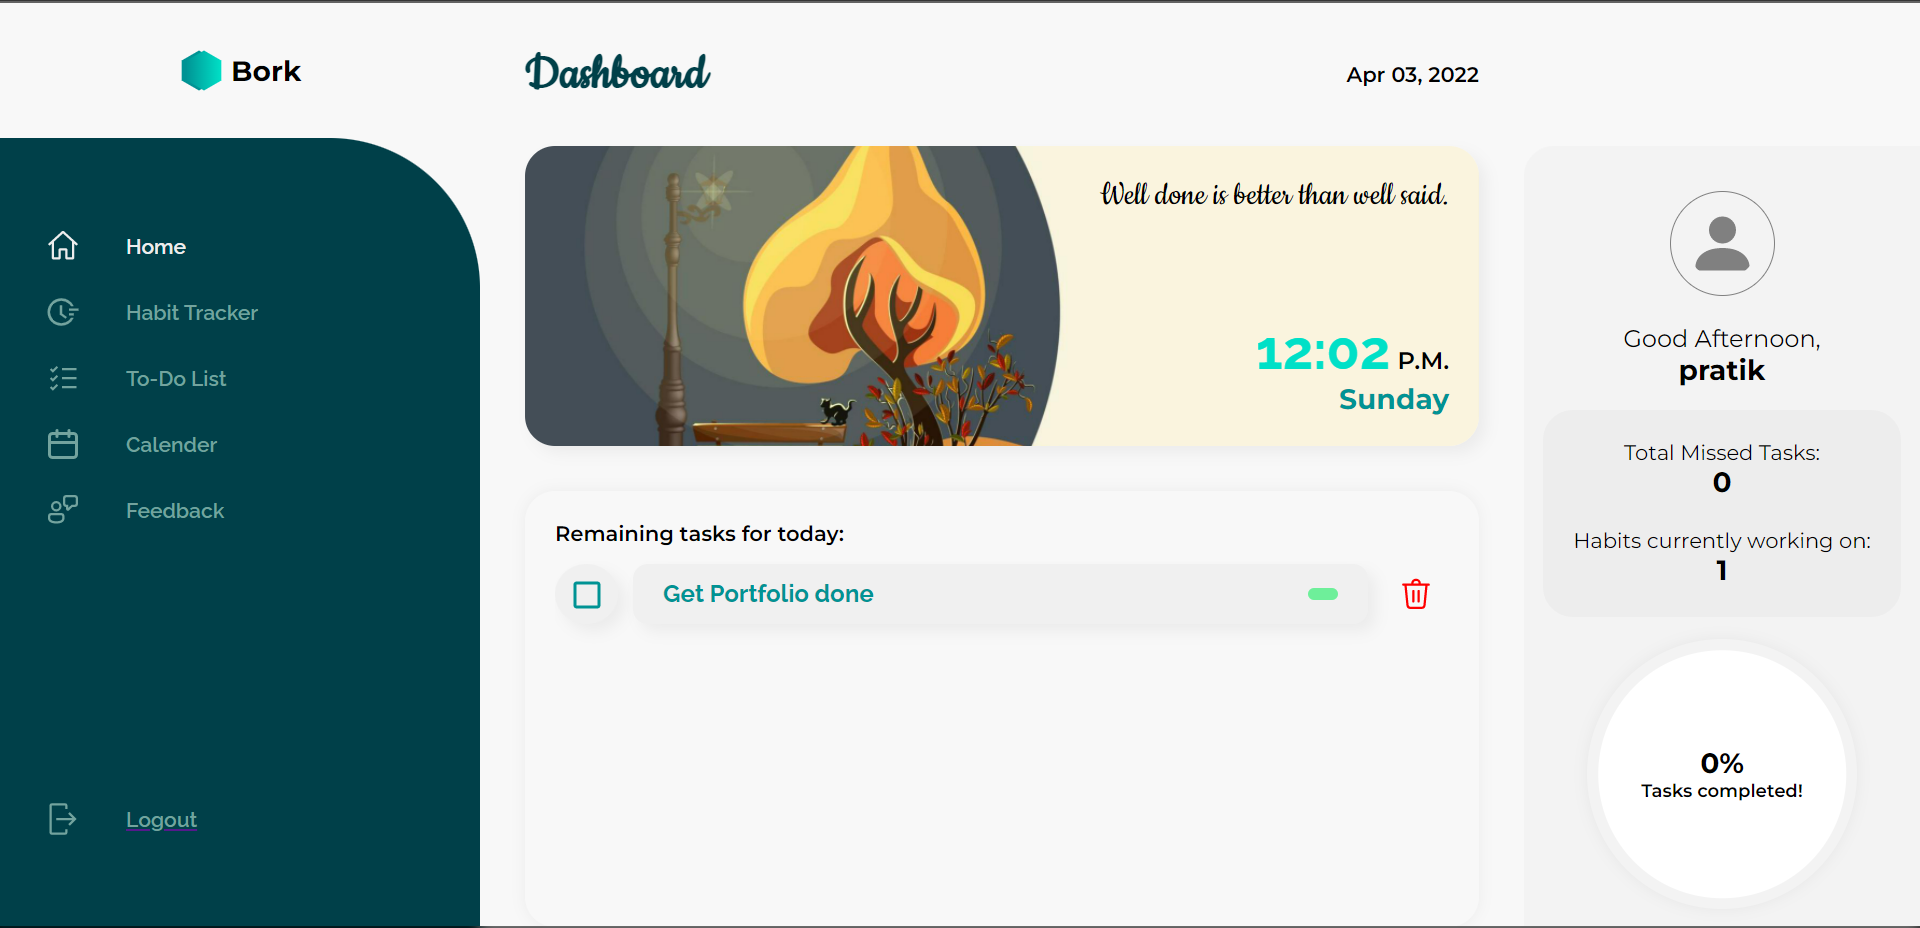 Bork
Dashboard
Apr 03, 2022
Home
Habit Tracker
To-Do List
Calender
Feedback
Logout
Well done is better than well said.
12:02 P.M.
Sunday
Remaining tasks for today:
Get Portfolio done
Good Afternoon,
pratik
Total Missed Tasks:
0
Habits currently working on:
1
0%
Tasks completed!